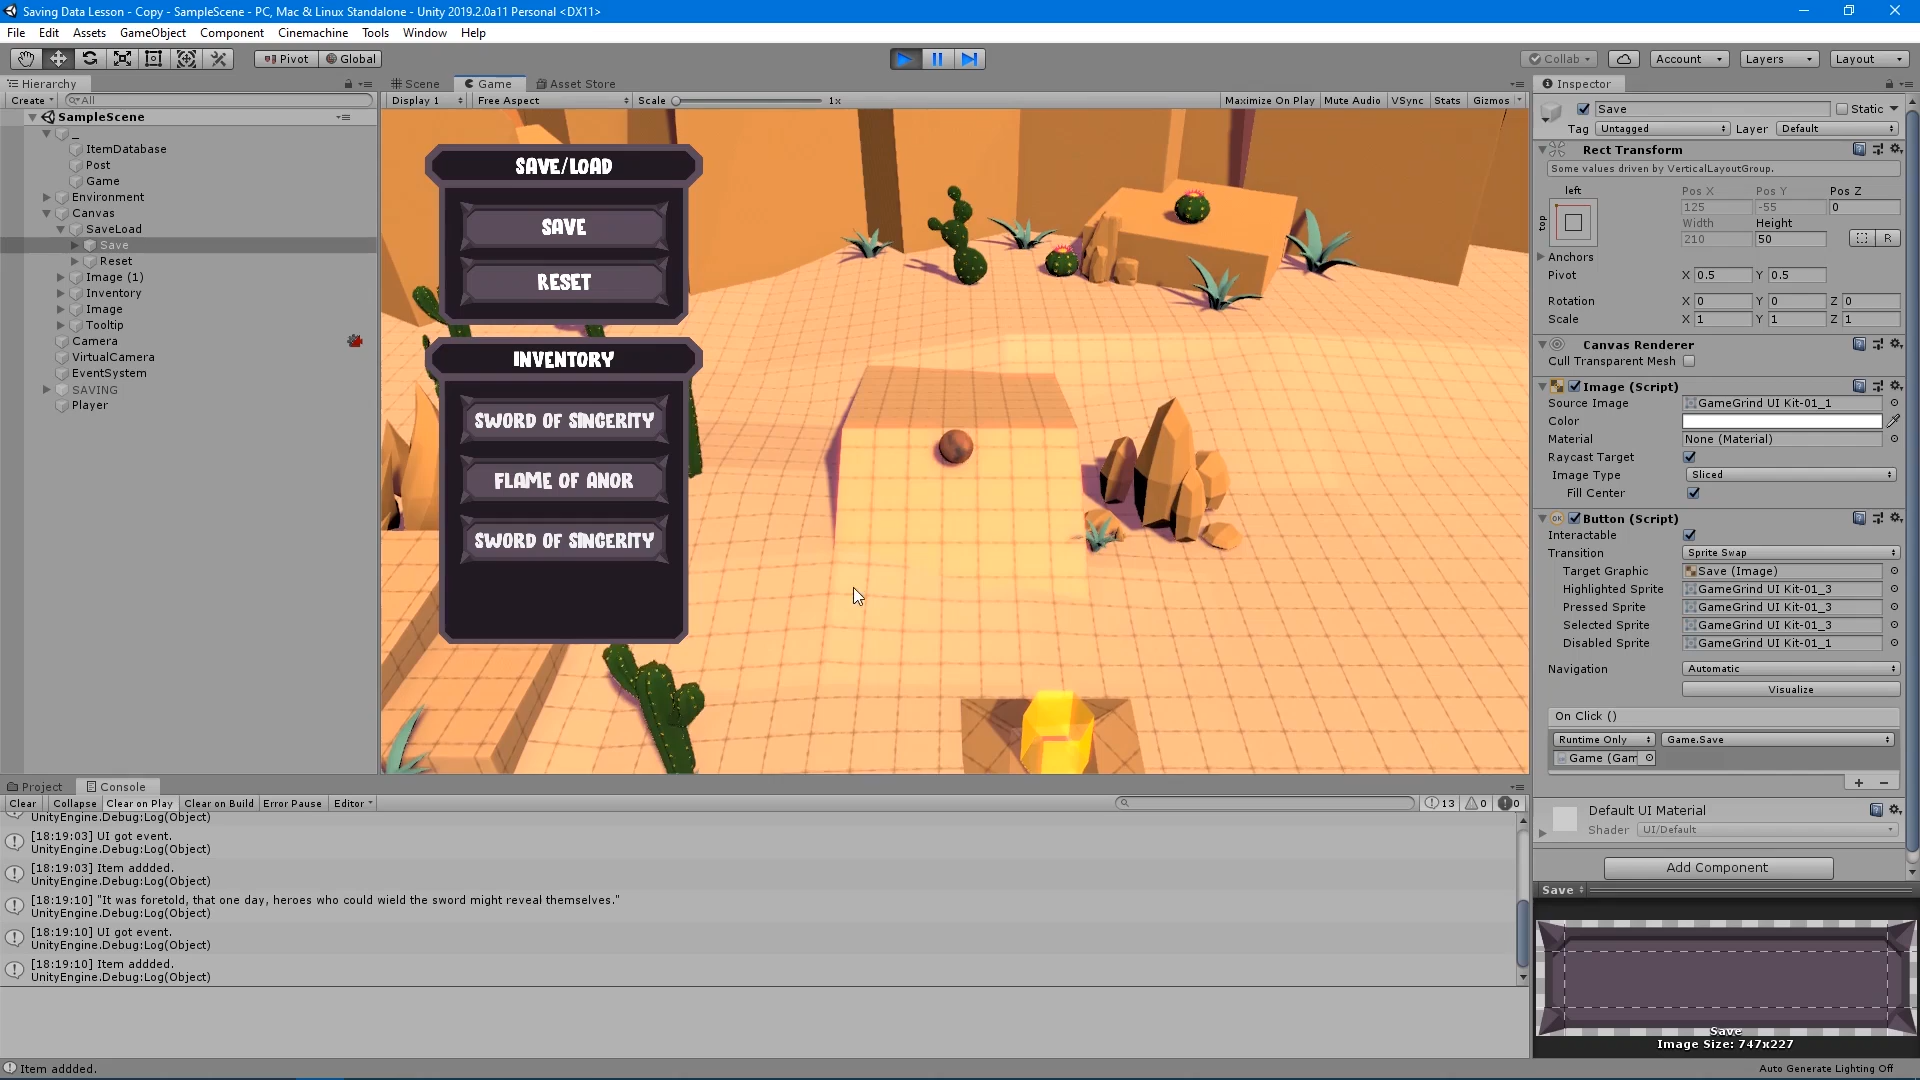 Saving Data Lesson - Copy - SampleScene - PC, Mac & Linux Standalone - Unity 2019.2.0a11 Personal <DX11>
File Edit Assets GameObject Component Cinemachine Tools Window Help
Pivot Global
Collab Account Layers Layout
Hierarchy
Create All
SampleScene
_
ItemDatabase
Post
Game
Environment
Canvas
SaveLoad
Save
Reset
Image (1)
Inventory
Image
Tooltip
Camera
VirtualCamera
EventSystem
SAVING
Player
Scene Game Asset Store
Display 1 Free Aspect Scale 1x Maximize On Play Mute Audio VSync Stats Gizmos
SAVE/LOAD
SAVE
RESET
INVENTORY
SWORD OF SINCERITY
FLAME OF ANOR
SWORD OF SINCERITY
Inspector
Save Static
Tag Untagged Layer Default
Rect Transform
Some values driven by VerticalLayoutGroup.
left Pos X Pos Y Pos Z
top 125 -55 0
Width Height
210 50 R
Anchors
Pivot X 0.5 Y 0.5
Rotation X 0 Y 0 Z 0
Scale X 1 Y 1 Z 1
Canvas Renderer
Cull Transparent Mesh
Image (Script)
Source Image GameGrind UI Kit-01_1
Color
Material None (Material)
Raycast Target
Image Type Sliced
Fill Center
OK Button (Script)
Interactable
Transition Sprite Swap
Target Graphic Save (Image)
Highlighted Sprite GameGrind UI Kit-01_3
Pressed Sprite GameGrind UI Kit-01_3
Selected Sprite GameGrind UI Kit-01_3
Disabled Sprite GameGrind UI Kit-01_1
Navigation Automatic
Visualize
On Click ()
Runtime Only Game.Save
Game (Gam
Default UI Material
Shader UI/Default
Add Component
Save
Save
Image Size: 747x227
Project Console
Clear Collapse Clear on Play Clear on Build Error Pause Editor 13 0 0
UnityEngine.Debug:Log(Object)
[18:19:03] UI got event.
UnityEngine.Debug:Log(Object)
[18:19:03] Item addded.
UnityEngine.Debug:Log(Object)
[18:19:10] "It was foretold, that one day, heroes who could wield the sword might reveal themselves."
UnityEngine.Debug:Log(Object)
[18:19:10] UI got event.
UnityEngine.Debug:Log(Object)
[18:19:10] Item addded.
UnityEngine.Debug:Log(Object)
Item addded.
Auto Generate Lighting Off